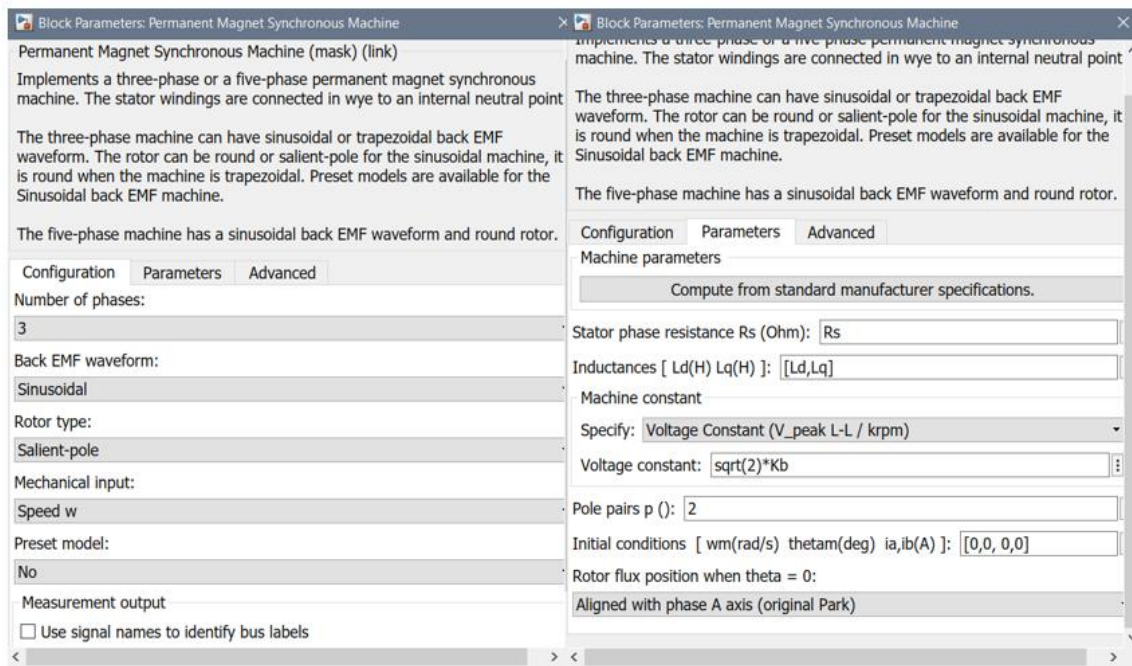 Block Parameters: Permanent Magnet Synchronous Machine
Permanent Magnet Synchronous Machine (mask) (link)
Implements a three-phase or a five-phase permanent magnet synchronous
machine. The stator windings are connected in wye to an internal neutral point
The three-phase machine can have sinusoidal or trapezoidal back EMF
waveform. The rotor can be round or salient-pole for the sinusoidal machine, it
is round when the machine is trapezoidal. Preset models are available for the
Sinusoidal back EMF machine.
The five-phase machine has a sinusoidal back EMF waveform and round rotor.
Configuration Parameters Advanced
Number of phases:
3
Back EMF waveform:
Sinusoidal
Rotor type:
Salient-pole
Mechanical input:
Speed w
Preset model:
No
Measurement output
Use signal names to identify bus labels
Block Parameters: Permanent Magnet Synchronous Machine
Implements a three-phase or a five-phase permanent magnet synchronous
machine. The stator windings are connected in wye to an internal neutral point
The three-phase machine can have sinusoidal or trapezoidal back EMF
waveform. The rotor can be round or salient-pole for the sinusoidal machine, it
is round when the machine is trapezoidal. Preset models are available for the
Sinusoidal back EMF machine.
The five-phase machine has a sinusoidal back EMF waveform and round rotor.
Configuration Parameters Advanced
Machine parameters
Compute from standard manufacturer specifications.
Stator phase resistance Rs (Ohm): Rs
Inductances [ Ld(H) Lq(H) ]: [Ld,Lq]
Machine constant
Specify: Voltage Constant (V_peak L-L / krpm)
Voltage constant: sqrt(2)*Kb
Pole pairs p (): 2
Initial conditions [ wm(rad/s) thetam(deg) ia,ib(A) ]: [0,0, 0,0]
Rotor flux position when theta = 0:
Aligned with phase A axis (original Park)